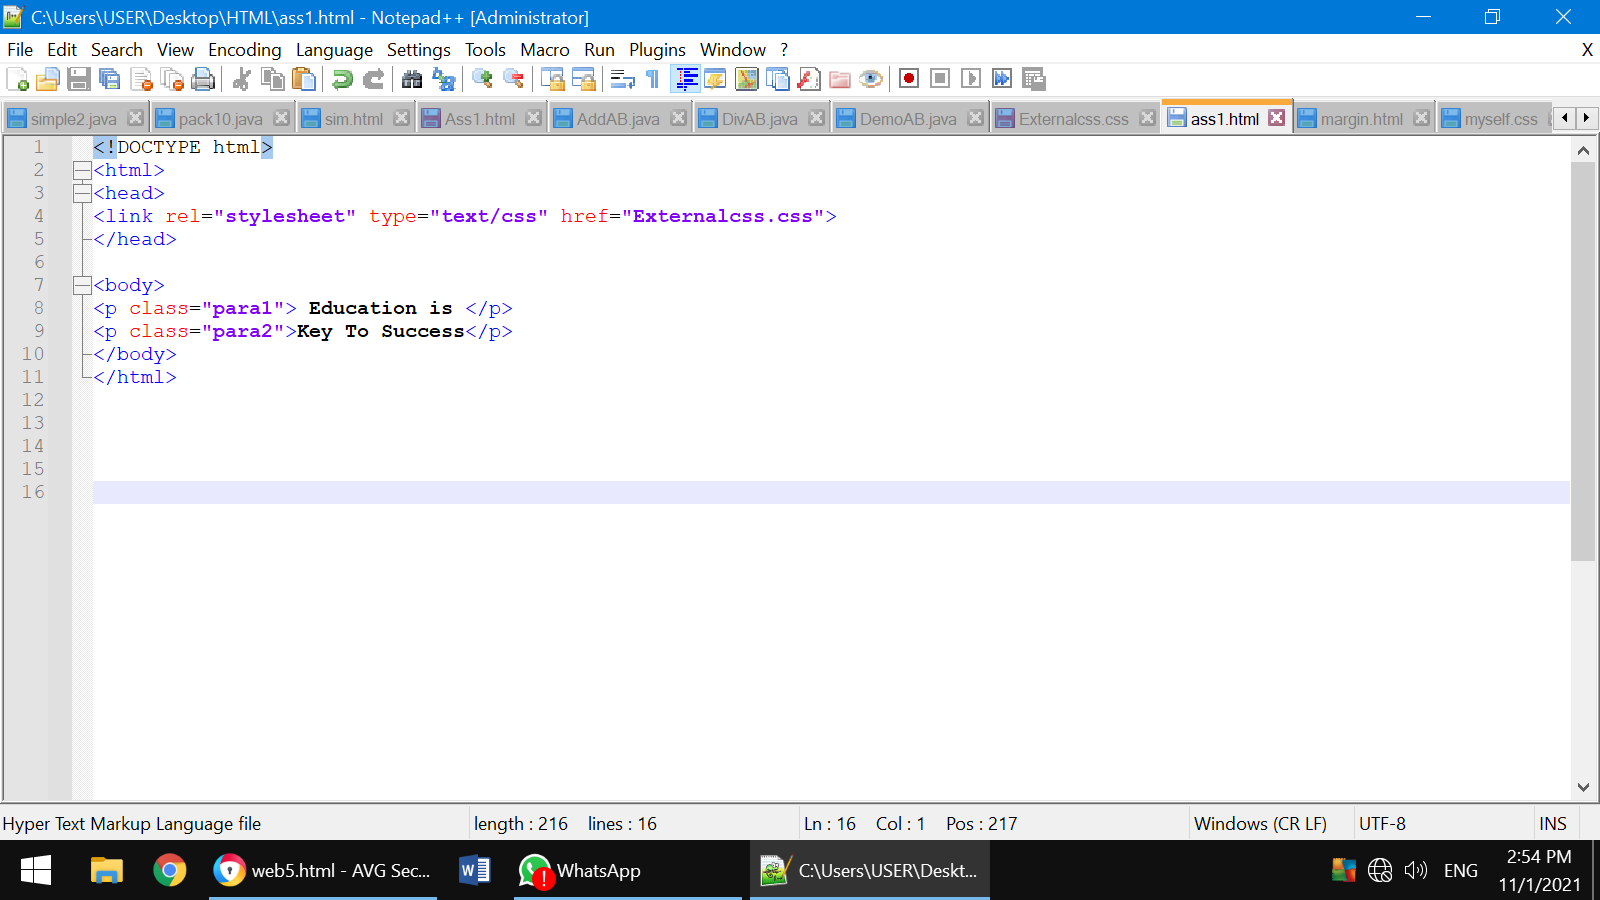 C:\Users\USER\Desktop\HTML\ass1.html - Notepad++ [Administrator]
File Edit Search View Encoding Language Settings Tools Macro Run Plugins Window ? X
simple2.java pack10.java sim.html Ass1.html AddAB.java DivAB.java DemoAB.java Externalcss.css ass1.html margin.html myself.css
1 <!DOCTYPE html>
2 <html>
3 <head>
4 <link rel="stylesheet" type="text/css" href="Externalcss.css">
5 </head>
6
7 <body>
8 <p class="para1"> Education is </p>
9 <p class="para2">Key To Success</p>
10 </body>
11 </html>
12
13
14
15
16
Hyper Text Markup Language file length : 216 lines : 16 Ln : 16 Col : 1 Pos : 217 Windows (CR LF) UTF-8 INS
web5.html - AVG Sec... WhatsApp C:\Users\USER\Deskt... ENG 2:54 PM
11/1/2021